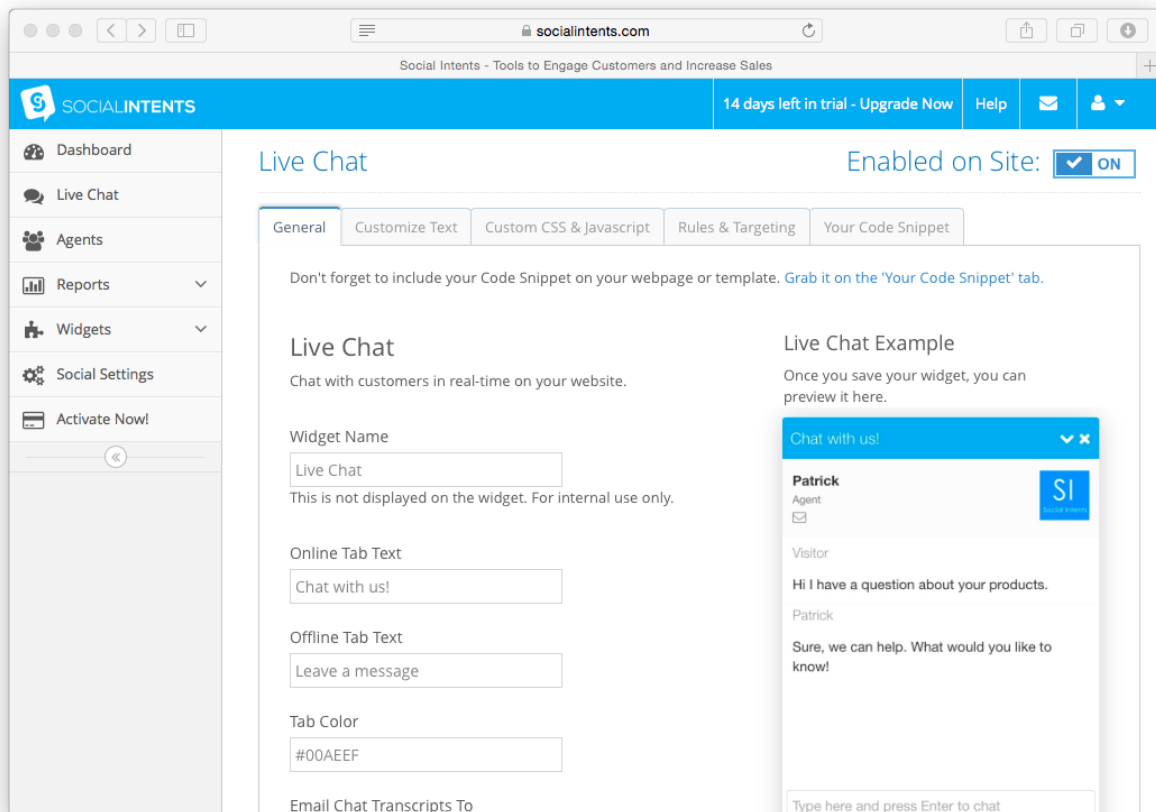 socialintents.com
Social Intents - Tools to Engage Customers and Increase Sales
SOCIALINTENTS
14 days left in trial - Upgrade Now
Help
Dashboard
Live Chat
Agents
Reports
Widgets
Social Settings
Activate Now!
Live Chat
Enabled on Site:
ON
General
Customize Text
Custom CSS & Javascript
Rules & Targeting
Your Code Snippet
Don't forget to include your Code Snippet on your webpage or template. Grab it on the 'Your Code Snippet' tab.
Live Chat
Chat with customers in real-time on your website.
Widget Name
Live Chat
This is not displayed on the widget. For internal use only.
Online Tab Text
Chat with us!
Offline Tab Text
Leave a message
Tab Color
#00AEEF
Email Chat Transcripts To
Live Chat Example
Once you save your widget, you can
preview it here.
Chat with us!
Patrick
Agent
SI
Social Intents
Visitor
Hi I have a question about your products.
Patrick
Sure, we can help. What would you like to
know!
Type here and press Enter to chat